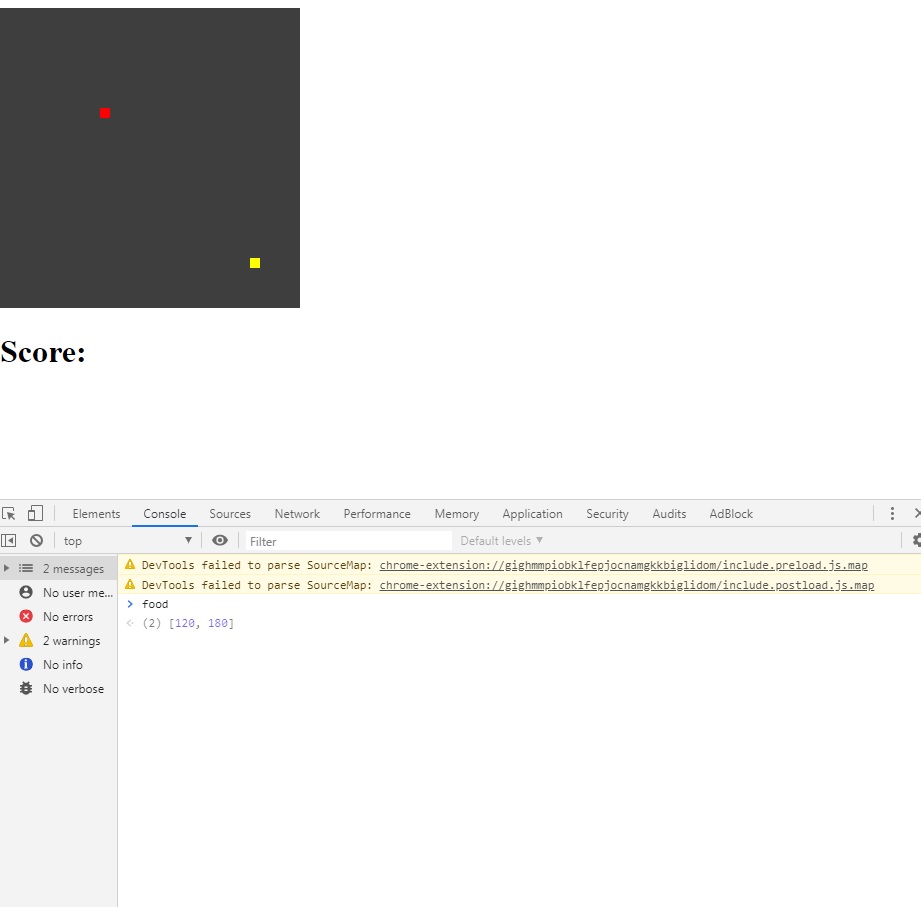 Score:
Elements Console Sources Network Performance Memory Application Security Audits AdBlock
top Filter Default levels
2 messages
No user me...
No errors
2 warnings
No info
No verbose
DevTools failed to parse SourceMap: chrome-extension://gighmmpiobklfepjocnamgkkbiglidom/include.preload.js.map
DevTools failed to parse SourceMap: chrome-extension://gighmmpiobklfepjocnamgkkbiglidom/include.postload.js.map
food
(2) [120, 180]